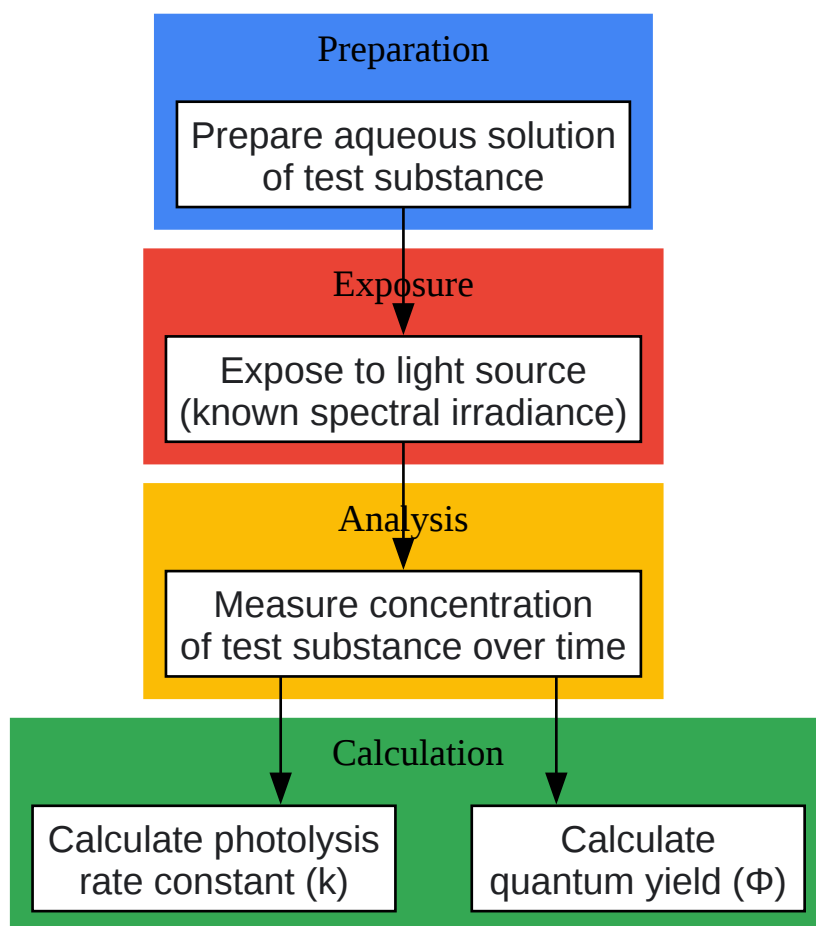 Preparation
Prepare aqueous solution
of test substance
Exposure
Expose to light source
(known spectral irradiance)
Analysis
Measure concentration
of test substance over time
Calculation
Calculate photolysis
rate constant (k)
Calculate
quantum yield (Φ)